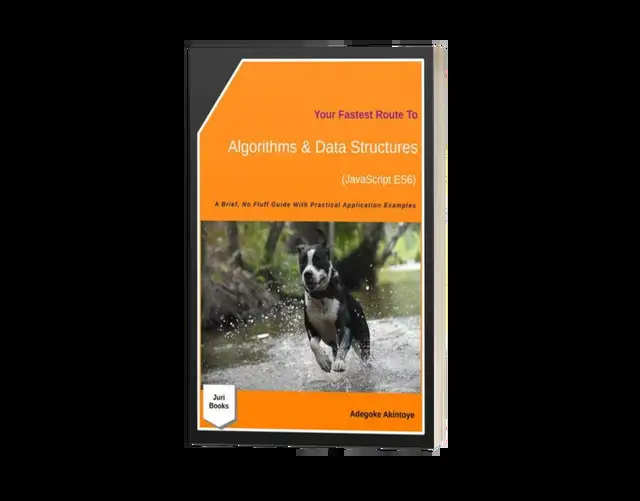 Your Fastest Route To
Algorithms & Data Structures
(JavaScript ES6)
A Brief, No Fluff Guide With Practical Application Examples
Juri
Books
Adegoke Akintoye